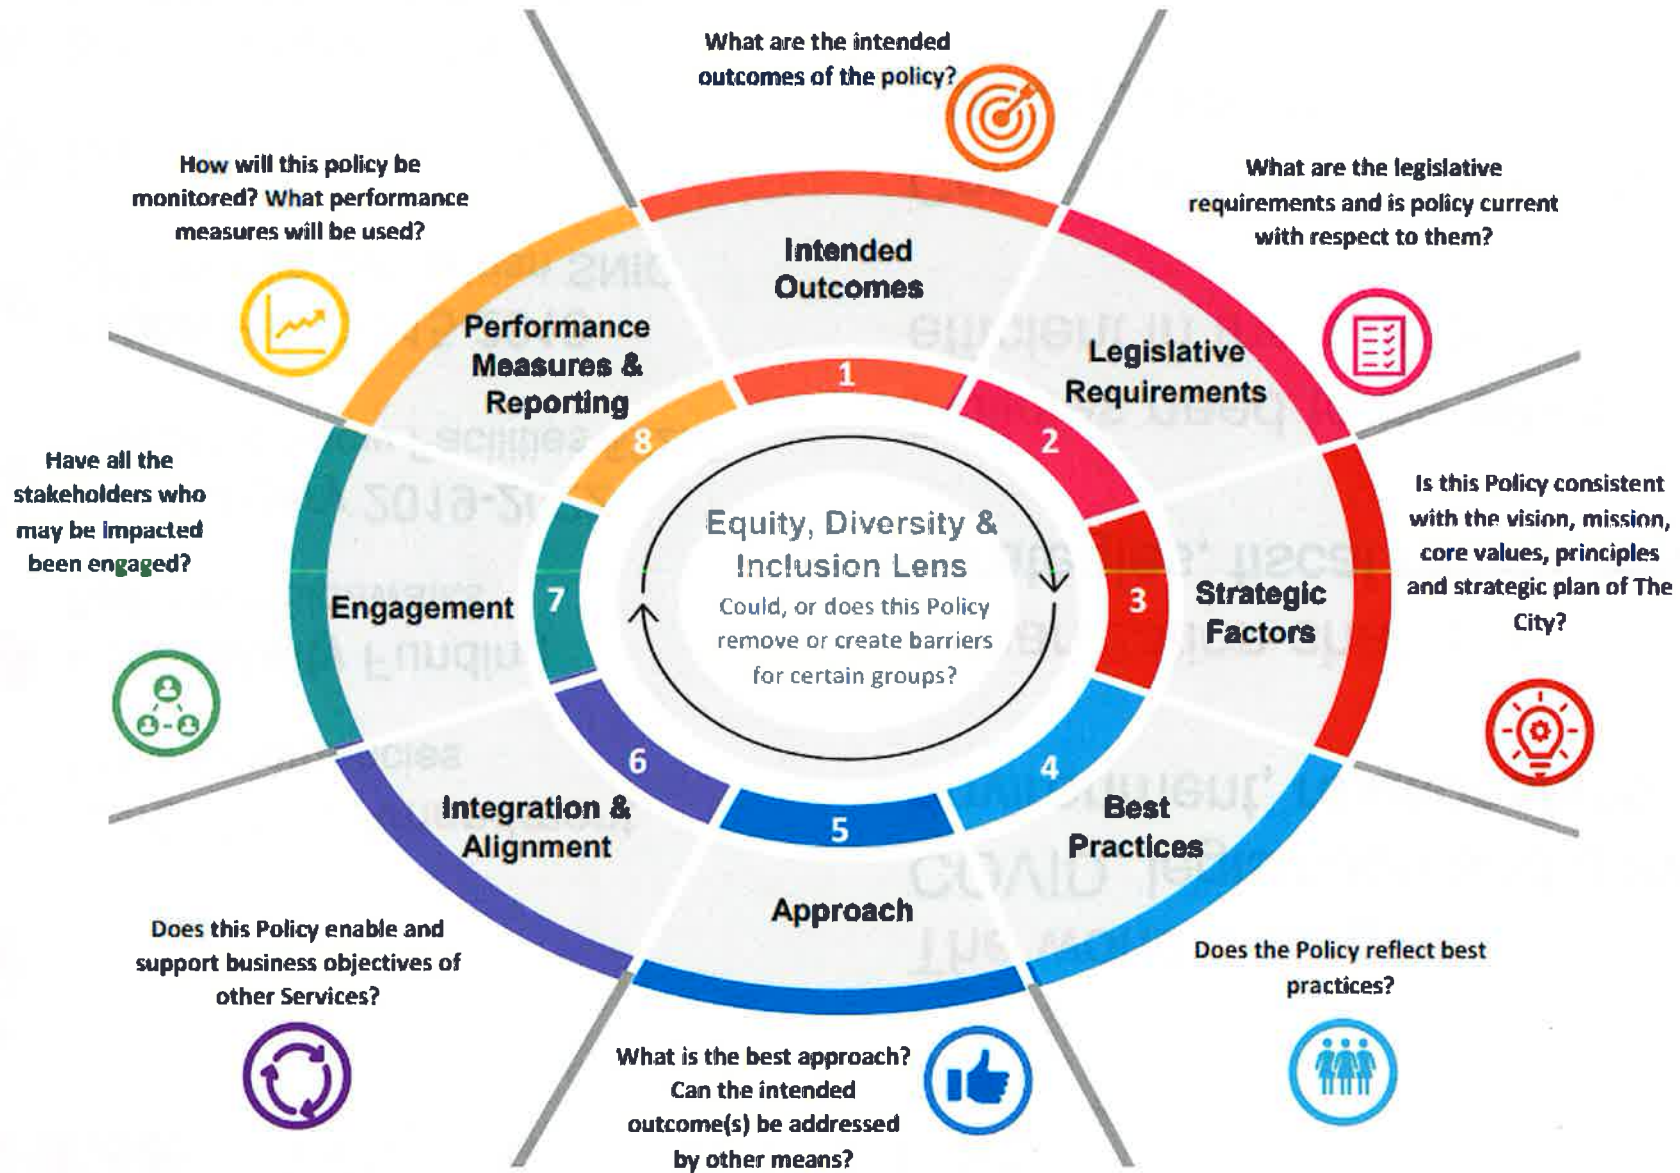 What are the intended
outcomes of the policy?
What are the legislative
requirements and is policy current
with respect to them?
Is this Policy consistent
with the vision, mission,
core values, principles
and strategic plan of The
City?
Does the Policy reflect best
practices?
What is the best approach?
Can the intended
outcome(s) be addressed
by other means?
Does this Policy enable and
support business objectives of
other Services?
Have all the
stakeholders who
may be impacted
been engaged?
How will this policy be
monitored? What performance
measures will be used?
Intended
Outcomes
1
Legislative
Requirements
2
Strategic
Factors
3
Best
Practices
4
Approach
5
Integration &
Alignment
6
Engagement
7
Performance
Measures &
Reporting
8
Equity, Diversity &
Inclusion Lens
Could, or does this Policy
remove or create barriers
for certain groups?